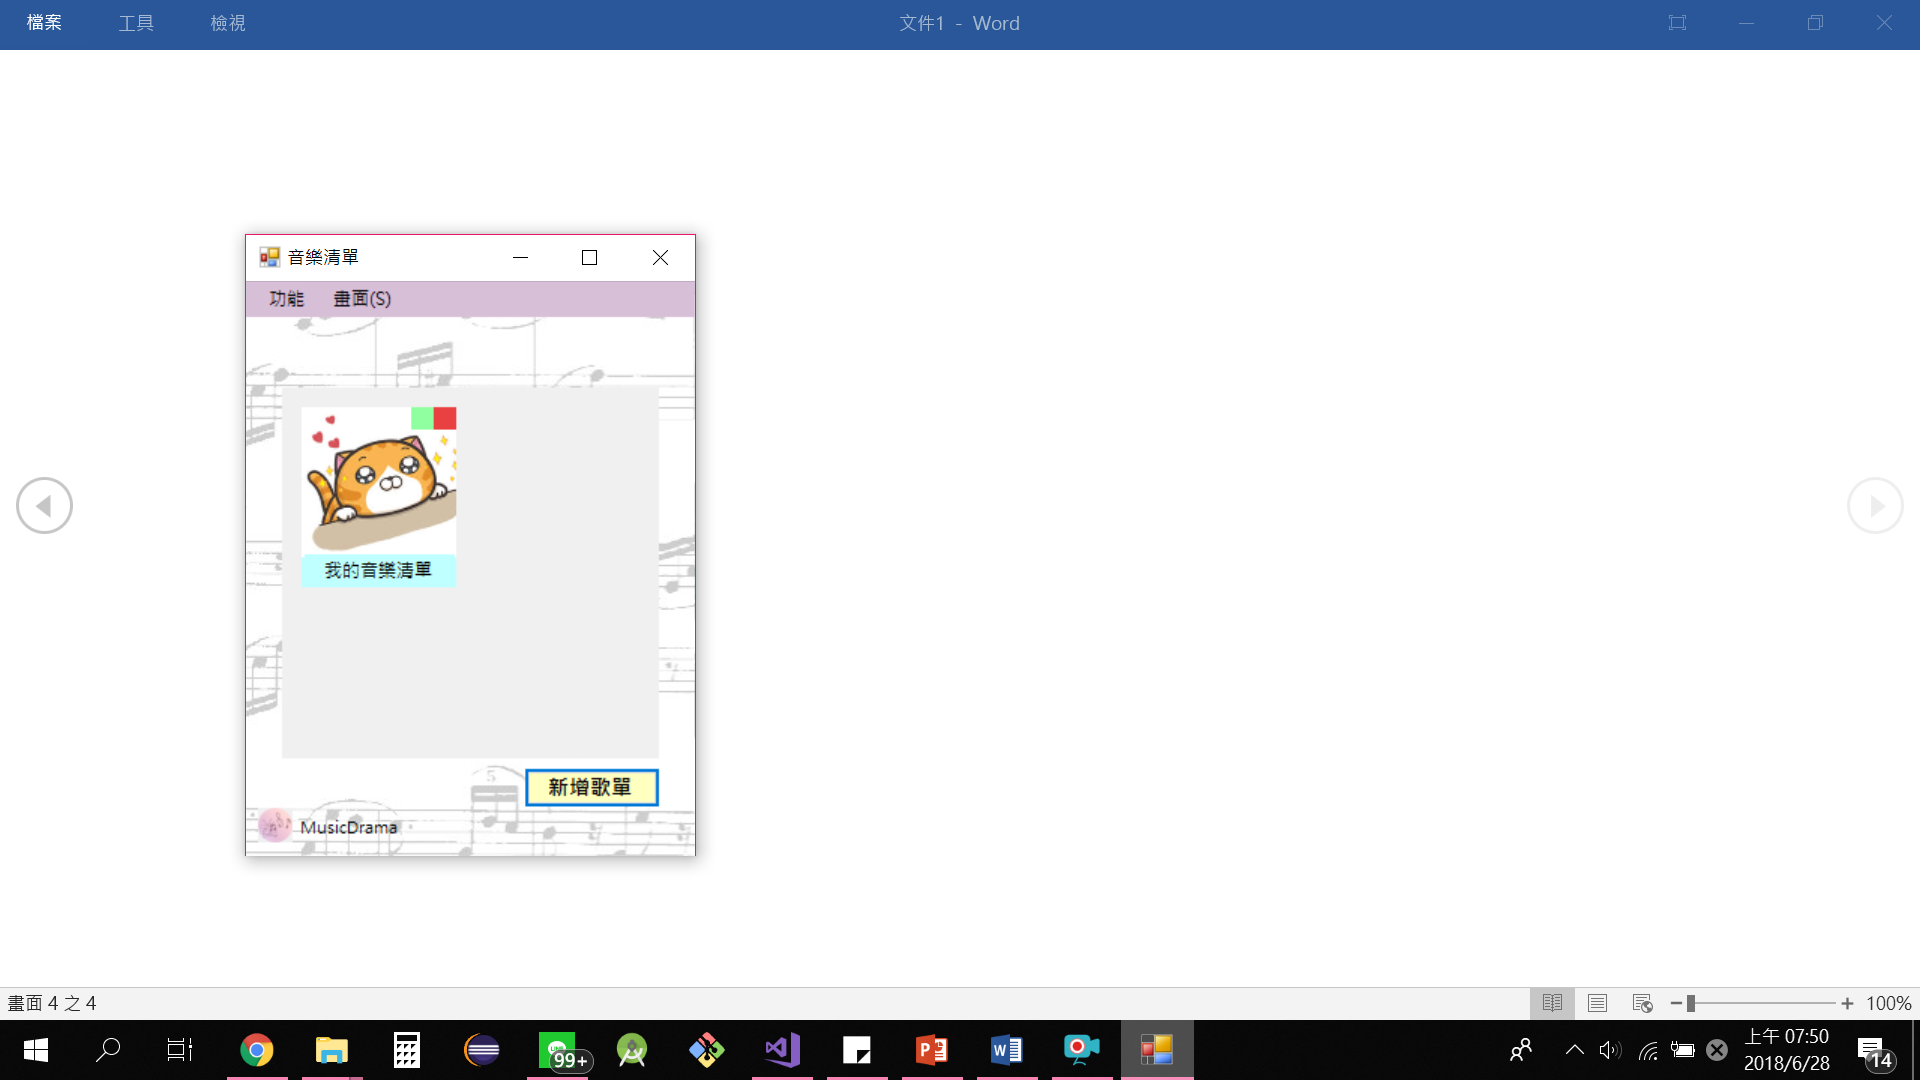 檔案 工具 檢視 文件1 - Word
音樂清單
功能 畫面(S)
我的音樂清單
5
新增歌單
MusicDrama
畫面 4 之 4 100%
上午 07:50
99+ 2018/6/28 14